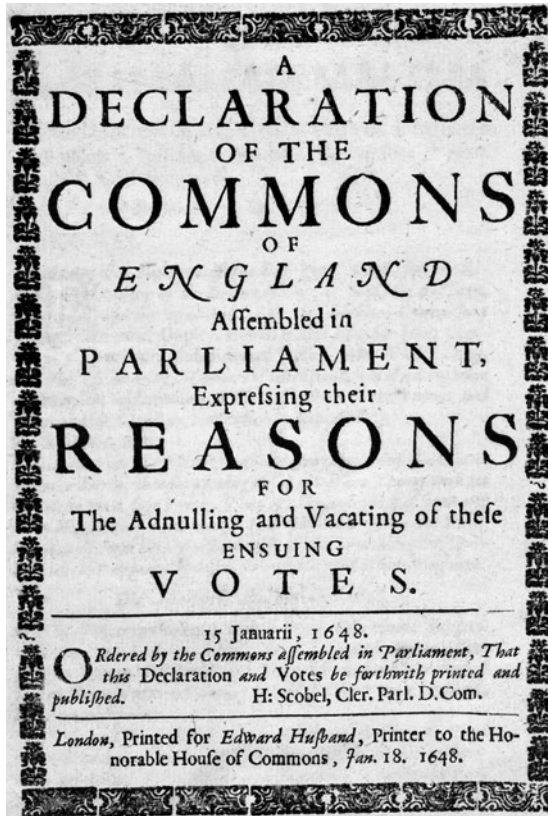 A
DECLARATION
OF THE
COMMONS
OF
ENGLAND
Aſſembled in
PARLIAMENT,
Expreſsing their
REASONS
FOR
The Adnulling and Vacating of theſe
ENSUING
VOTES.
15 Januarii, 1648.
ORdered by the Commons aſſembled in Parliament, That
this Declaration and Votes be forthwith printed and
publiſhed. H: Scobel, Cler. Parl. D. Com.
London, Printed for Edward Huſband, Printer to the Ho-
norable Houſe of Commons, Jan. 18. 1648.